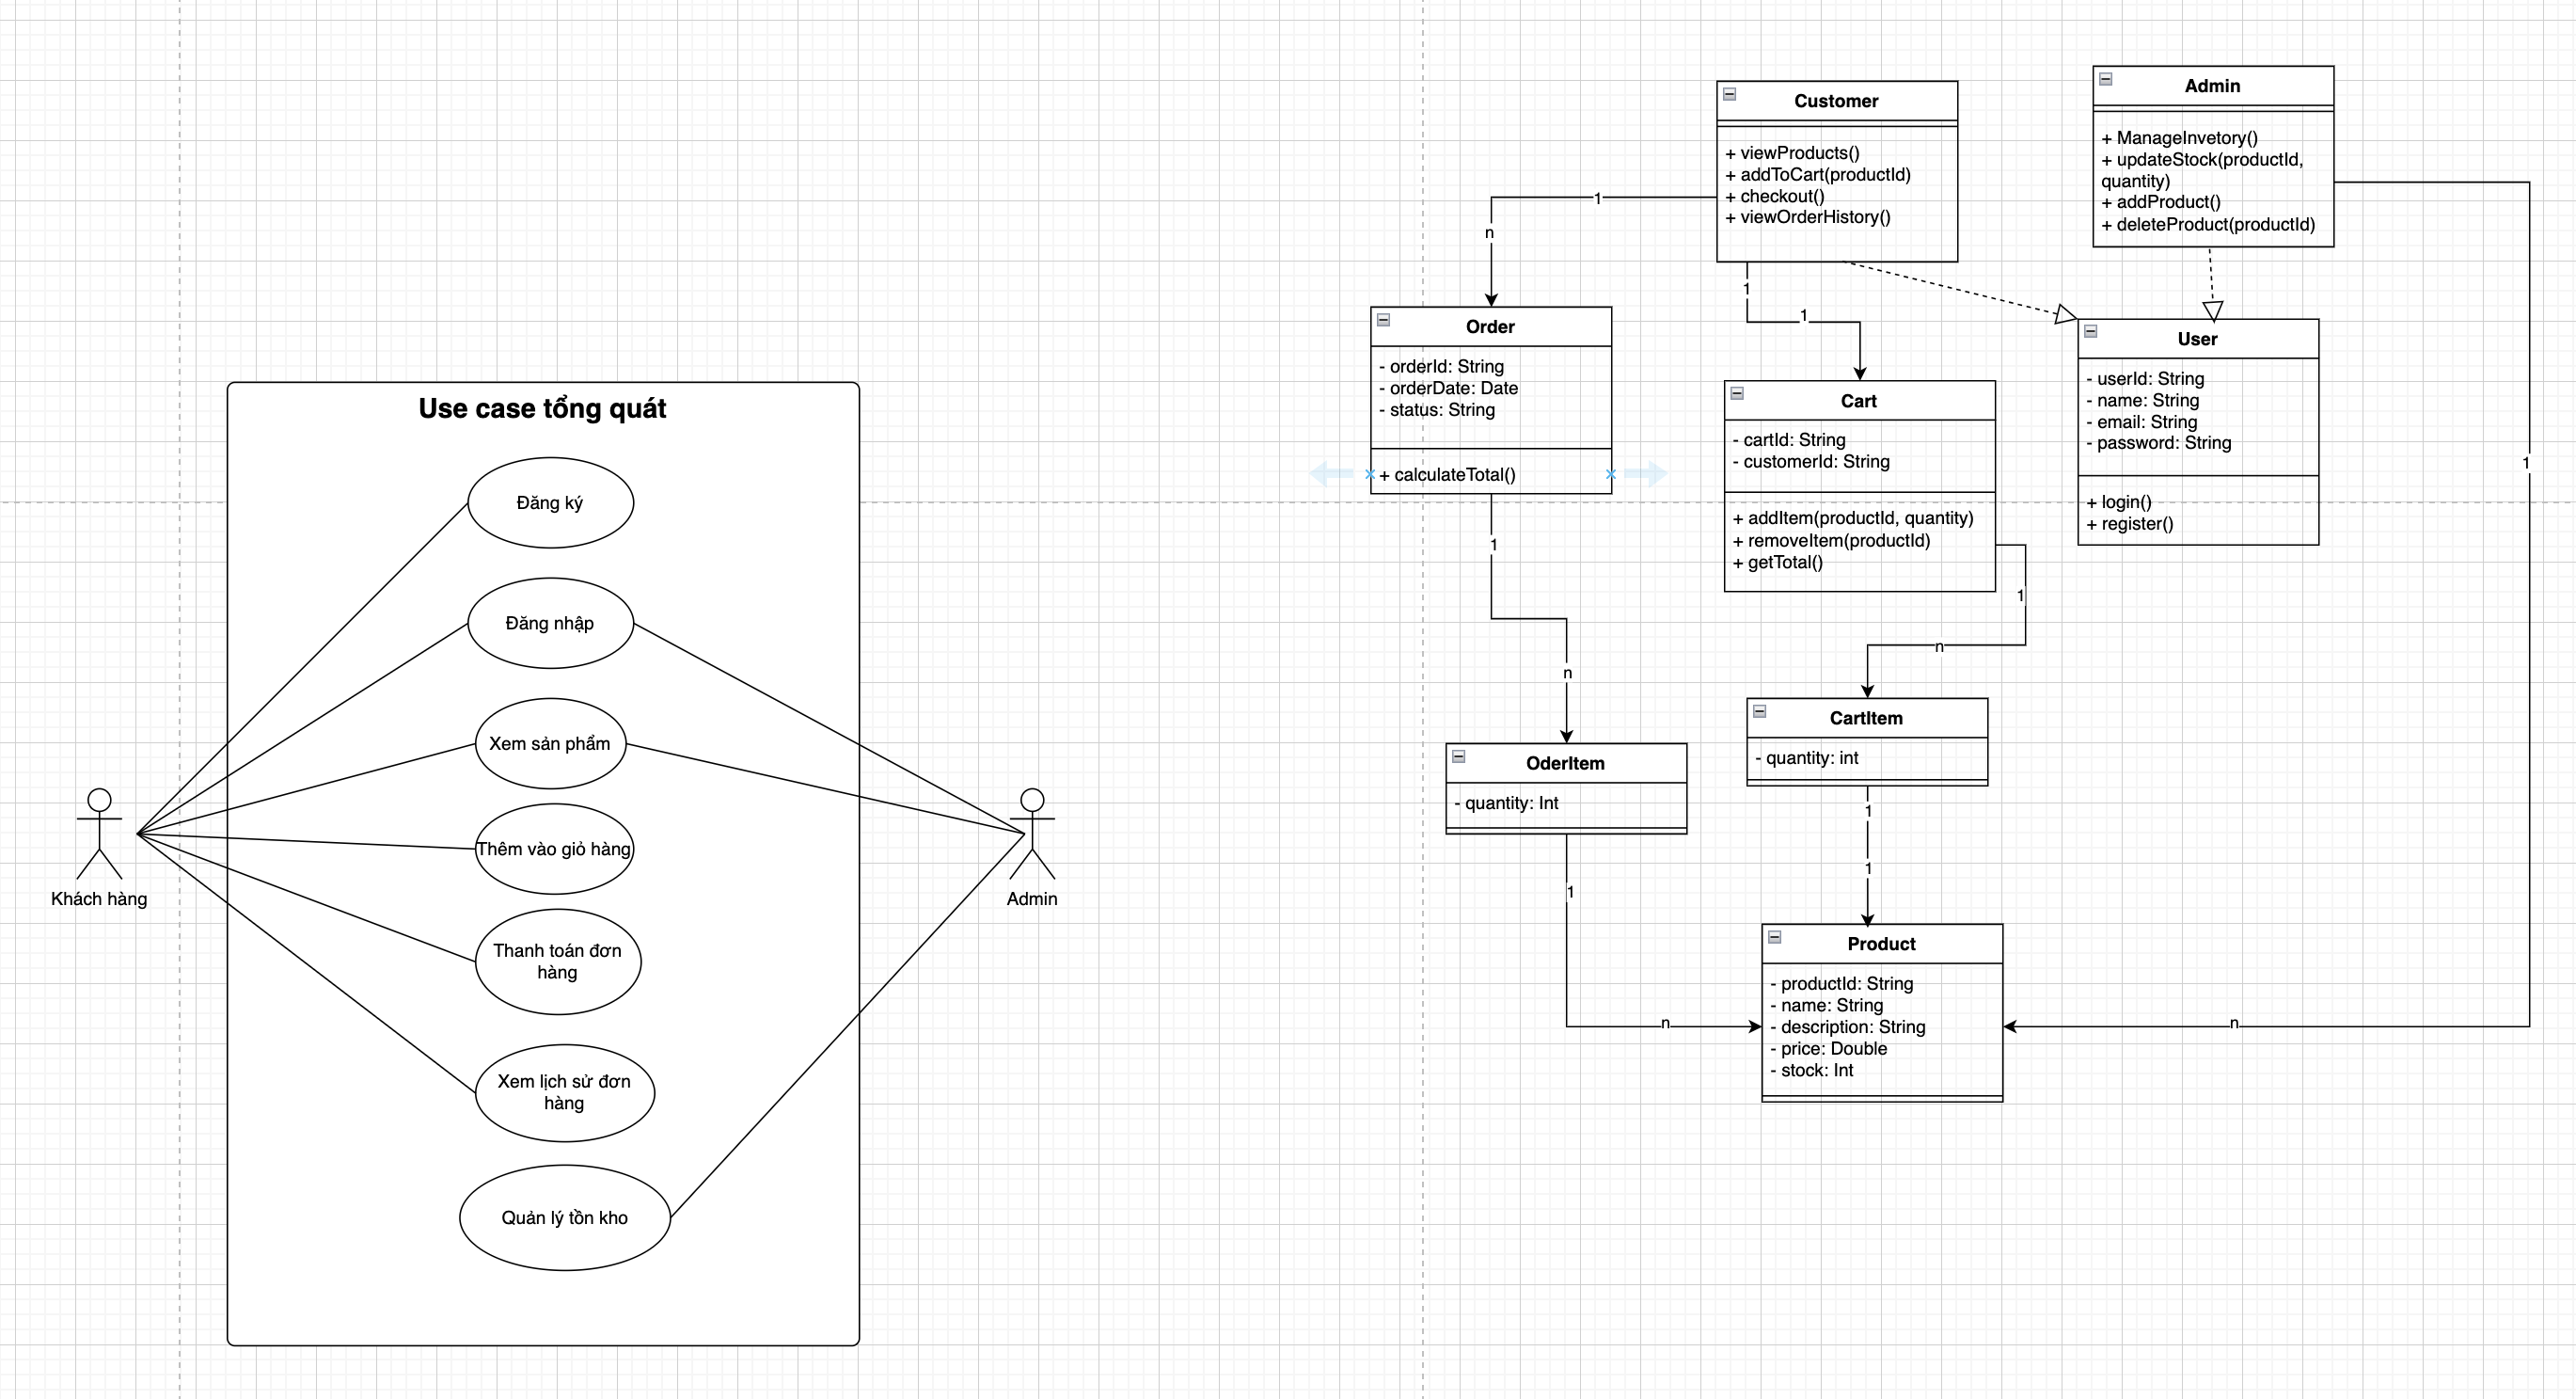 Use case tổng quát
Đăng ký
Đăng nhập
Xem sản phẩm
Thêm vào giỏ hàng
Thanh toán đơn
hàng
Xem lịch sử đơn
hàng
Quản lý tồn kho
Khách hàng
Admin
Customer
+ viewProducts()
+ addToCart(productId)
+ checkout()
+ viewOrderHistory()
Admin
+ ManageInvetory()
+ updateStock(productId,
quantity)
+ addProduct()
+ deleteProduct(productId)
1
n
1
1
1
n
Order
- orderId: String
- orderDate: Date
- status: String
+ calculateTotal()
Cart
- cartId: String
- customerId: String
+ addItem(productId, quantity)
+ removeItem(productId)
+ getTotal()
User
- userId: String
- name: String
- email: String
- password: String
+ login()
+ register()
1
n
1
n
OderItem
- quantity: Int
CartItem
- quantity: int
1
n
1
1
Product
- productId: String
- name: String
- description: String
- price: Double
- stock: Int